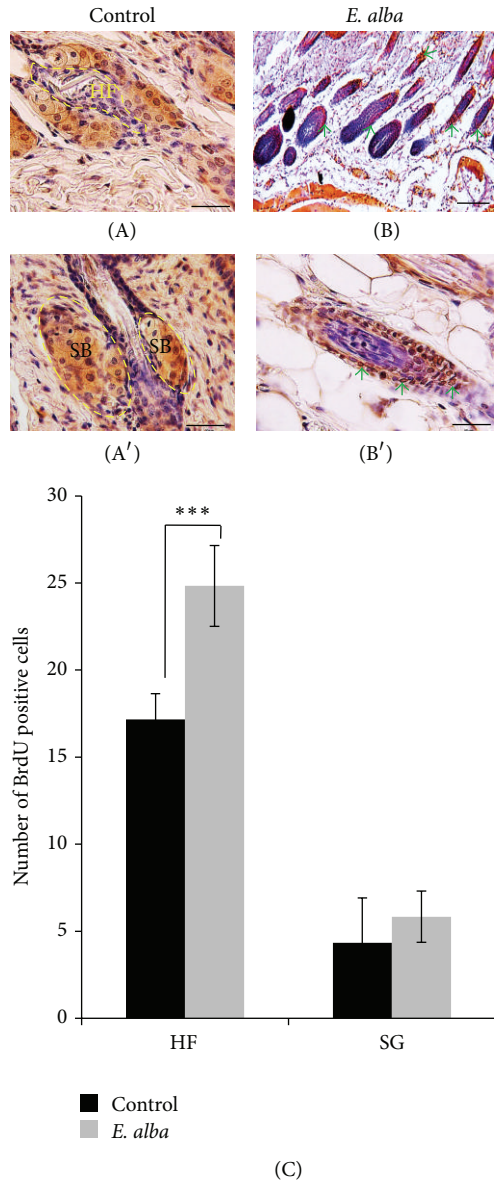 Control
E. alba
HF
(A)
(B)
SB
SB
(A′)
(B′)
30
25
20
15
10
5
0
Number of BrdU positive cells
***
HF
SG
Control
E. alba
(C)